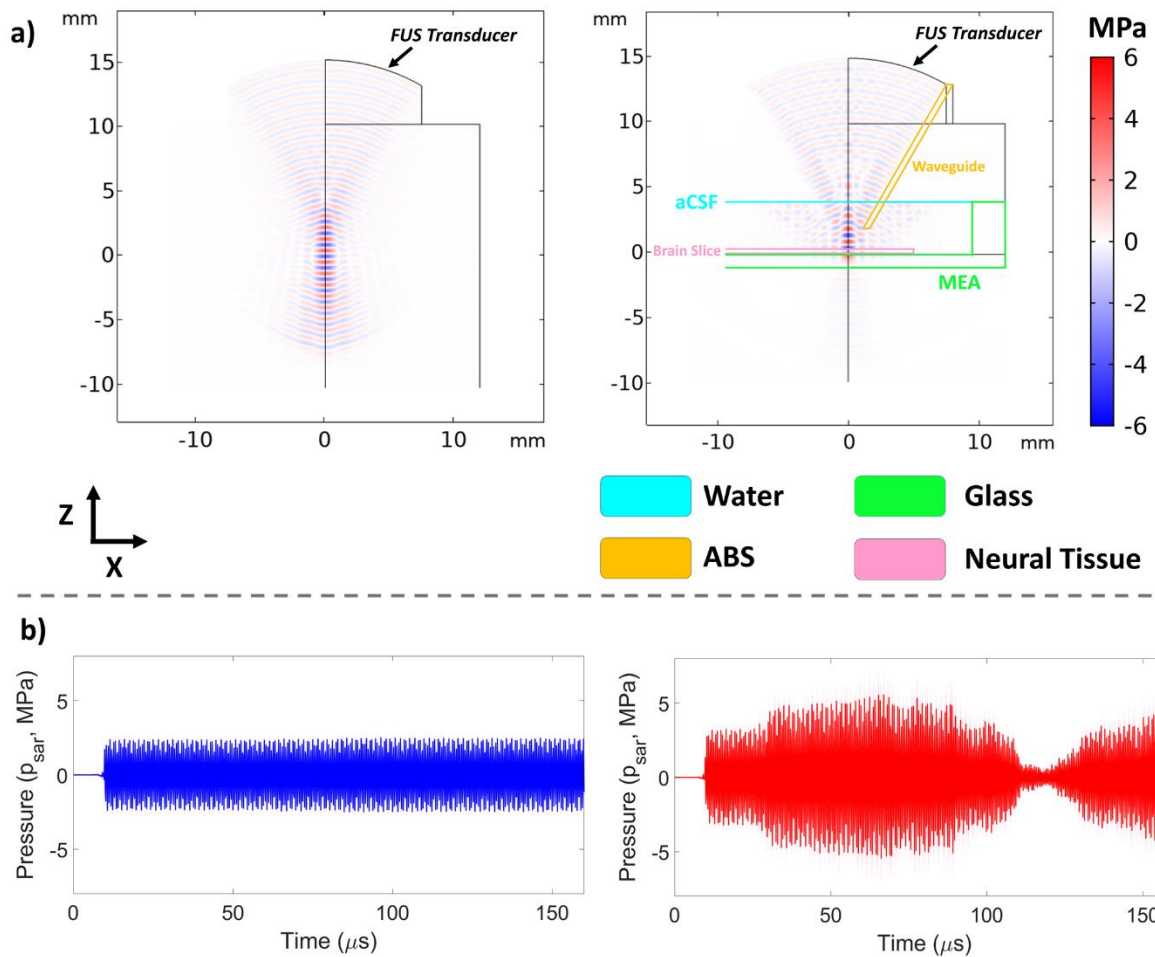 a)
mm
FUS Transducer
15
10
5
0
-5
-10
-10
0
10
mm
mm
FUS Transducer
15
10
5
0
-5
-10
Waveguide
aCSF
Brain Slice
MEA
-10
0
10
mm
MPa
6
4
2
0
-2
-4
-6
Z
X
Water
Glass
ABS
Neural Tissue
b)
Pressure (p_sar, MPa)
5
0
-5
0
50
100
150
Time (μs)
Pressure (p_sar, MPa)
5
0
-5
0
50
100
150
Time (μs)